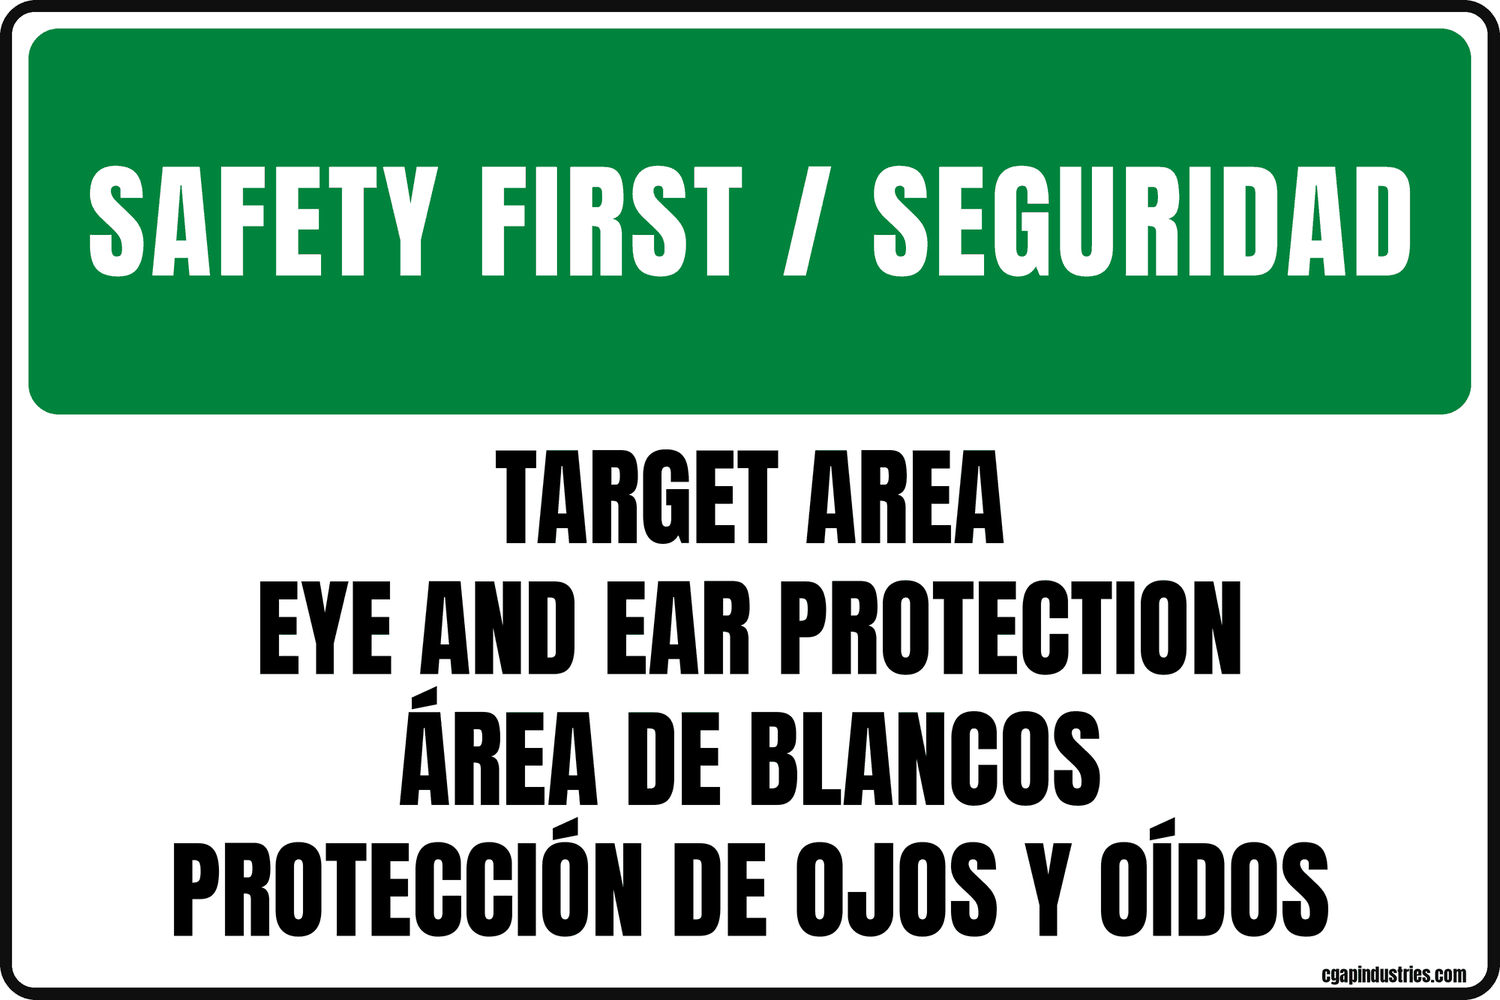 SAFETY FIRST / SEGURIDAD
TARGET AREA
EYE AND EAR PROTECTION
ÁREA DE BLANCOS
PROTECCIÓN DE OJOS Y OÍDOS
cgapindustries.com